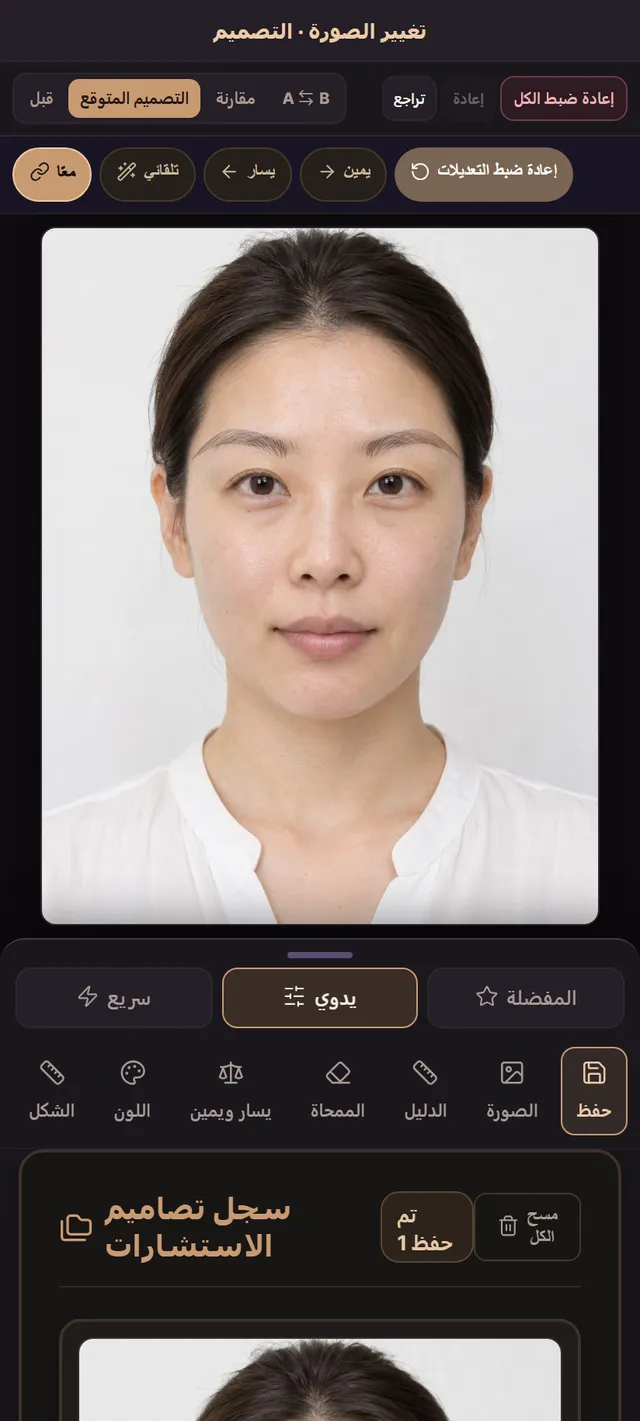 تغيير الصورة · التصميم
إعادة ضبط الكل
إعادة
تراجع
A ⇆ B
مقارنة
التصميم المتوقع
قبل
إعادة ضبط التعديلات
يمين
يسار
تلقائي
معًا
المفضلة
يدوي
سريع
حفظ
الصورة
الدليل
الممحاة
يسار ويمين
اللون
الشكل
مسح
الكل
تم
حفظ 1
سجل تصاميم
الاستشارات